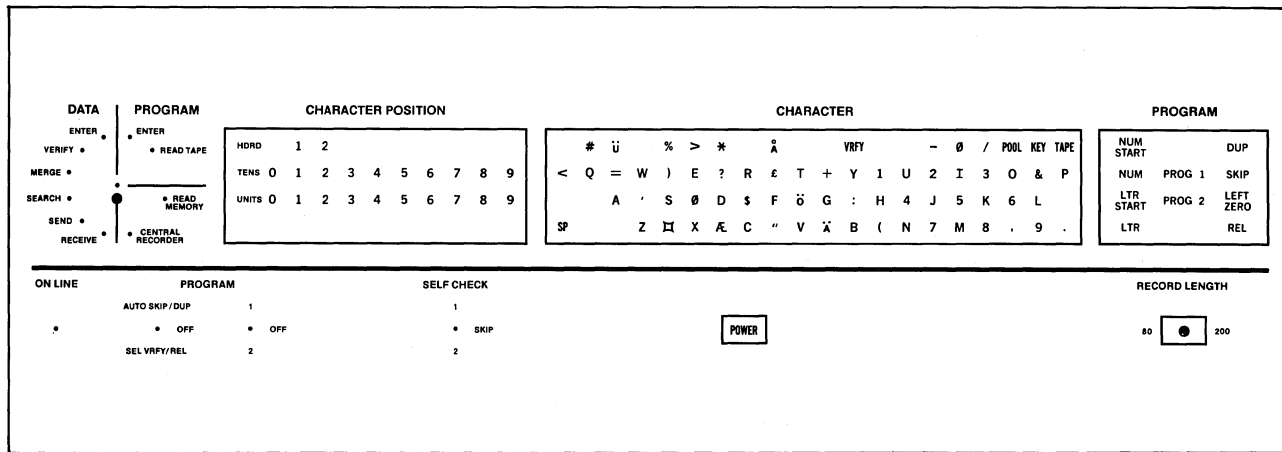 DATA PROGRAM CHARACTER POSITION CHARACTER PROGRAM
ENTER ENTER
VERIFY READ TAPE
MERGE
SEARCH READ MEMORY
SEND
RECEIVE CENTRAL RECORDER
HDRD 1 2
TENS 0 1 2 3 4 5 6 7 8 9
UNITS 0 1 2 3 4 5 6 7 8 9
# Ü % > * Å VRFY - Ø / POOL KEY TAPE
< Q = W ) E ? R £ T + Y 1 U 2 I 3 O & P
A ' S Ø D $ F Ö G : H 4 J 5 K 6 L
SP Z ¤ X Æ C " V Ä B ( N 7 M 8 , 9 .
NUM START DUP
NUM PROG 1 SKIP
LTR START PROG 2 LEFT ZERO
LTR REL
ON LINE PROGRAM SELF CHECK RECORD LENGTH
AUTO SKIP/DUP 1 1
OFF OFF SKIP POWER 80 200
SEL VRFY/REL 2 2